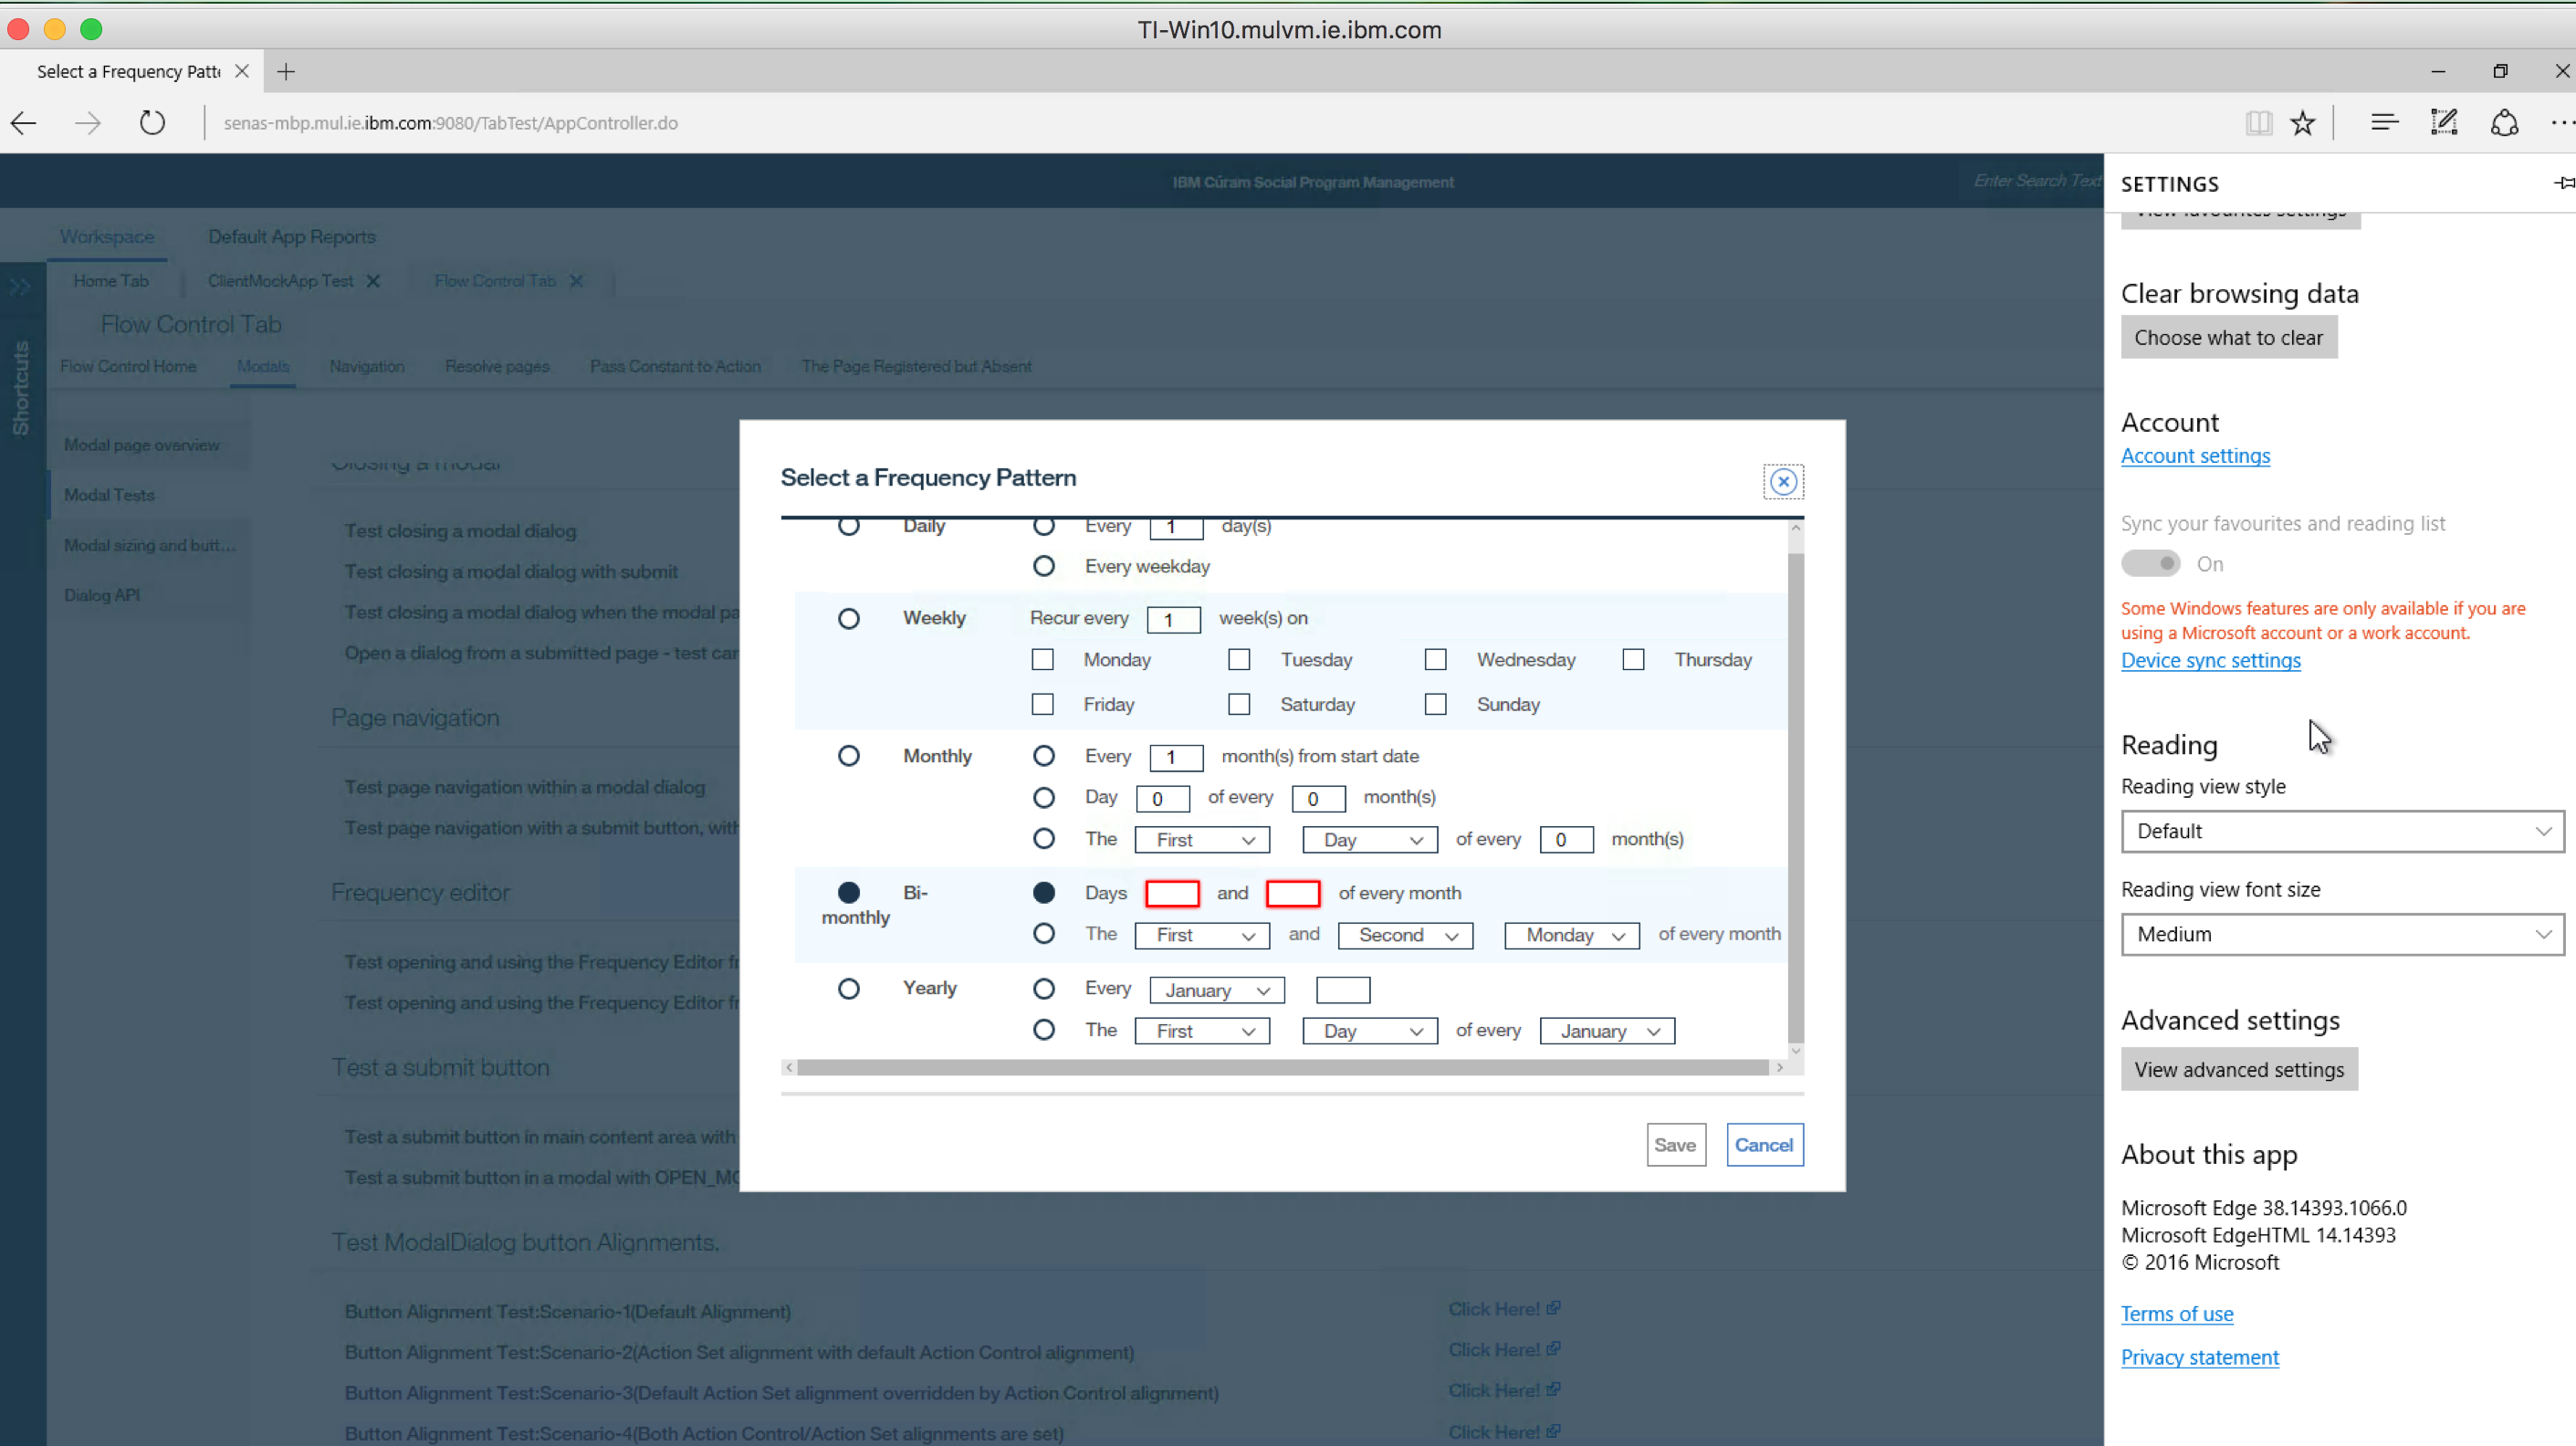 TI-Win10.mulvm.ie.ibm.com
Select a Frequency Patte
senas-mbp.mul.ie.ibm.com:9080/TabTest/AppController.do
IBM Cúram Social Program Management
Enter Search Text
Workspace Default App Reports
Home Tab ClientMockApp Test Flow Control Tab
Flow Control Tab
Shortcuts
Flow Control Home Modals Navigation Resolve pages Pass Constant to Action The Page Registered but Absent
Modal page overview
Modal Tests
Modal sizing and butt...
Dialog API
Closing a modal
Test closing a modal dialog
Test closing a modal dialog with submit
Test closing a modal dialog when the modal pa
Open a dialog from a submitted page - test can
Page navigation
Test page navigation within a modal dialog
Test page navigation with a submit button, with
Frequency editor
Test opening and using the Frequency Editor fr
Test opening and using the Frequency Editor fr
Test a submit button
Test a submit button in main content area with
Test a submit button in a modal with OPEN_MO
Test ModalDialog button Alignments.
Button Alignment Test:Scenario-1(Default Alignment) Click Here!
Button Alignment Test:Scenario-2(Action Set alignment with default Action Control alignment) Click Here!
Button Alignment Test:Scenario-3(Default Action Set alignment overridden by Action Control alignment) Click Here!
Button Alignment Test:Scenario-4(Both Action Control/Action Set alignments are set) Click Here!
Select a Frequency Pattern
Daily Every 1 day(s)
Every weekday
Weekly Recur every 1 week(s) on
Monday Tuesday Wednesday Thursday
Friday Saturday Sunday
Monthly Every 1 month(s) from start date
Day 0 of every 0 month(s)
The First Day of every 0 month(s)
Bi-
monthly
Days and of every month
The First and Second Monday of every month
Yearly Every January
The First Day of every January
Save Cancel
SETTINGS
View favourites settings
Clear browsing data
Choose what to clear
Account
Account settings
Sync your favourites and reading list
On
Some Windows features are only available if you are
using a Microsoft account or a work account.
Device sync settings
Reading
Reading view style
Default
Reading view font size
Medium
Advanced settings
View advanced settings
About this app
Microsoft Edge 38.14393.1066.0
Microsoft EdgeHTML 14.14393
© 2016 Microsoft
Terms of use
Privacy statement